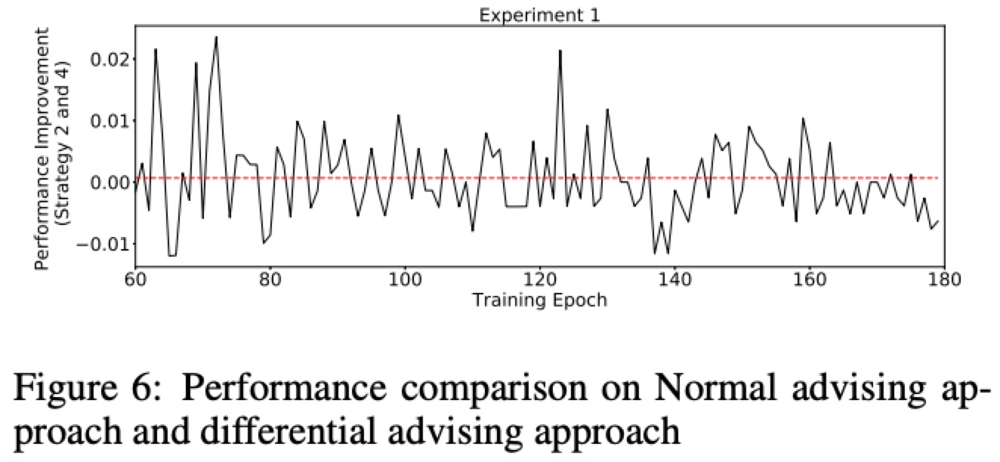 Experiment 1
Performance Improvement
(Strategy 2 and 4)
0.02
0.01
0.00
−0.01
60 80 100 120 140 160 180
Training Epoch
Figure 6: Performance comparison on Normal advising ap-
proach and differential advising approach